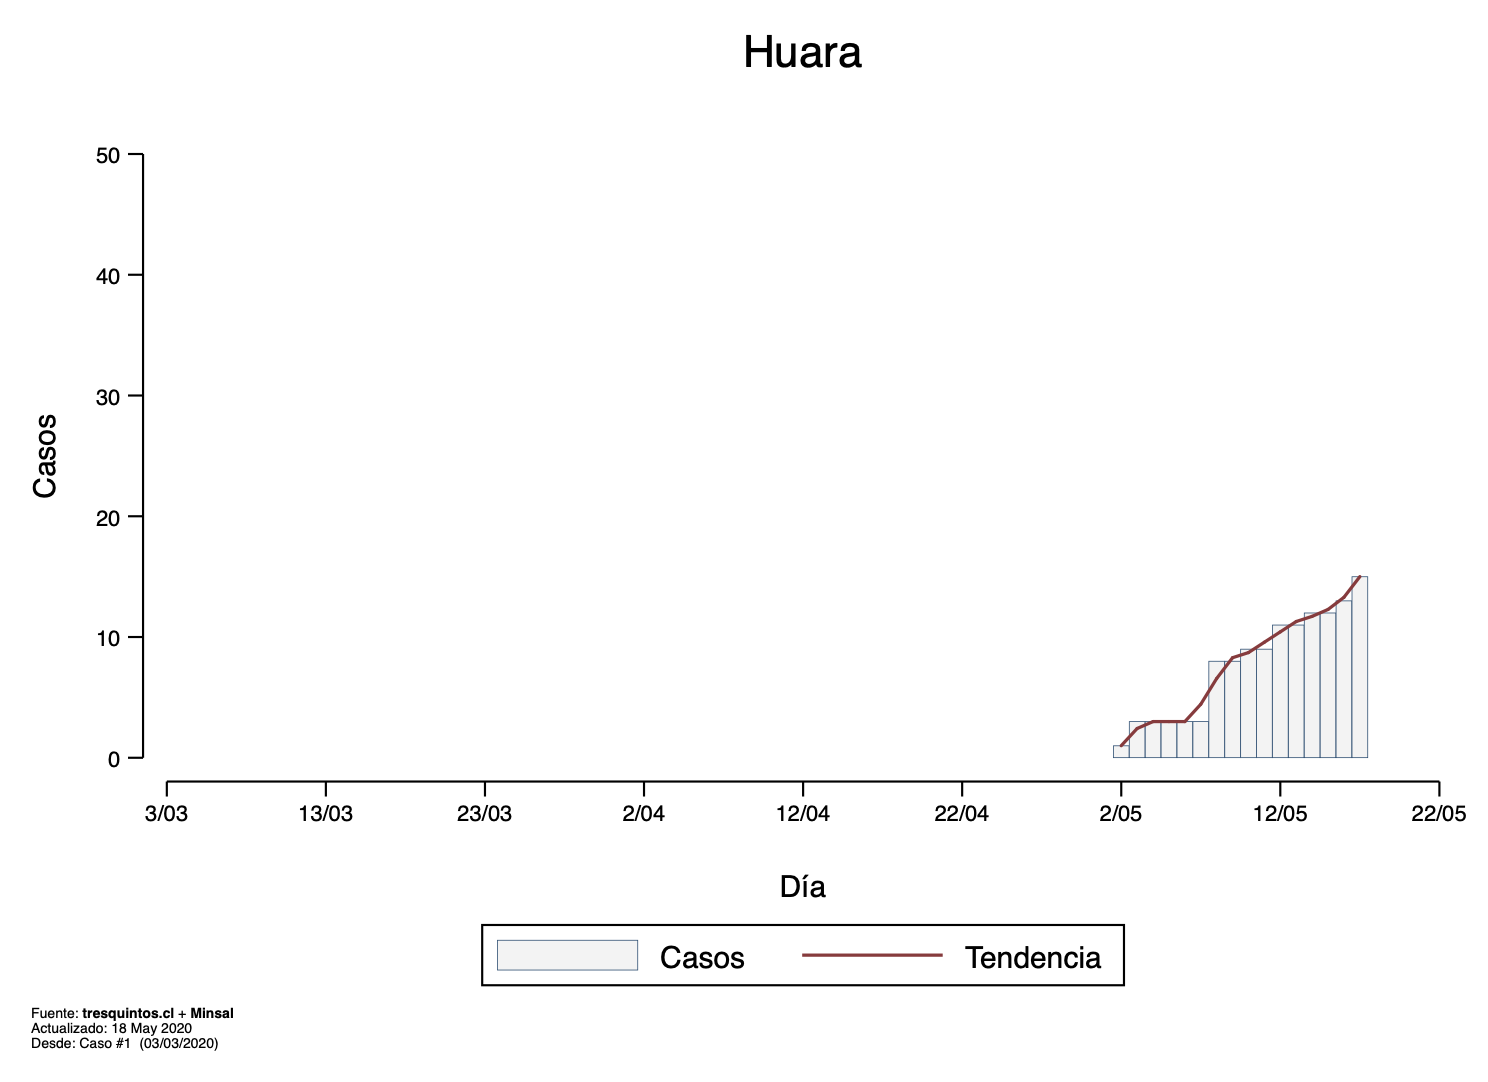 Huara
50
40
30
20
10
0
Casos
3/03 13/03 23/03 2/04 12/04 22/04 2/05 12/05 22/05
Día
Casos Tendencia
Fuente: tresquintos.cl + Minsal
Actualizado: 18 May 2020
Desde: Caso #1 (03/03/2020)